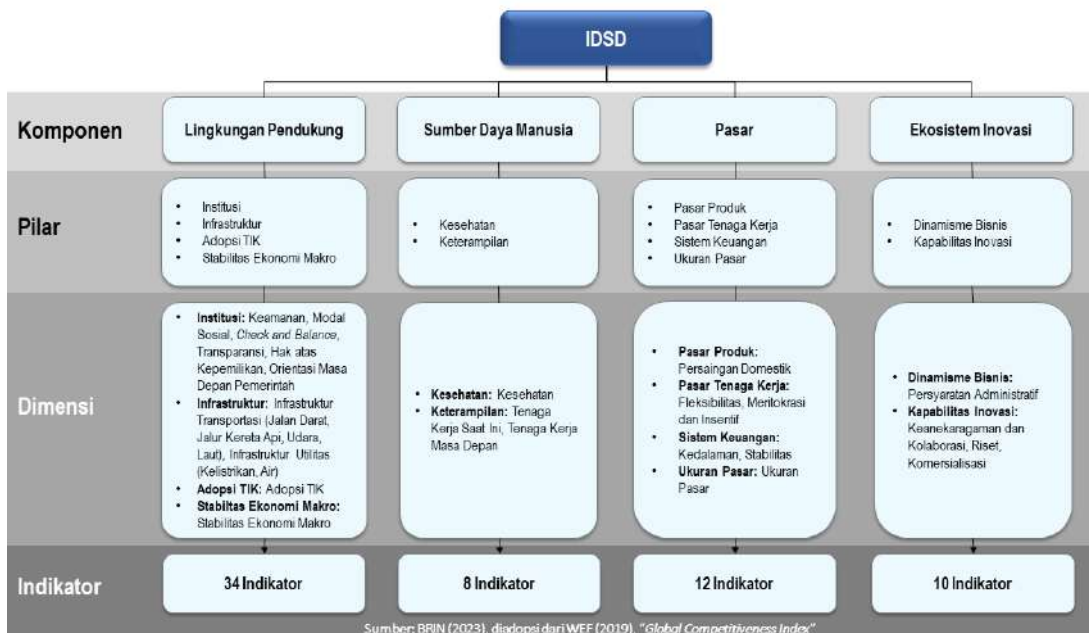 IDSD
Komponen
Lingkungan Pendukung
Sumber Daya Manusia
Pasar
Ekosistem Inovasi
Pilar
• Institusi
• Infrastruktur
• Adopsi TIK
• Stabilitas Ekonomi Makro
• Kesehatan
• Keterampilan
• Pasar Produk
• Pasar Tenaga Kerja
• Sistem Keuangan
• Ukuran Pasar
• Dinamisme Bisnis
• Kapabilitas Inovasi
Dimensi
• Institusi: Keamanan, Modal
Sosial, Check and Balance,
Transparansi, Hak atas
Kepemilikan, Orientasi Masa
Depan Pemerintah
• Infrastruktur: Infrastruktur
Transportasi (Jalan Darat,
Jalur Kereta Api, Udara,
Laut), Infrastruktur Utilitas
(Kelistrikan, Air)
• Adopsi TIK: Adopsi TIK
• Stabiltas Ekonomi Makro:
Stabilitas Ekonomi Makro
• Kesehatan: Kesehatan
• Keterampilan: Tenaga
Kerja Saat Ini, Tenaga Kerja
Masa Depan
• Pasar Produk:
Persaingan Domestik
• Pasar Tenaga Kerja:
Fleksibilitas, Meritokrasi
dan Insentif
• Sistem Keuangan:
Kedalaman, Stabilitas
• Ukuran Pasar: Ukuran
Pasar
• Dinamisme Bisnis:
Persyaratan Administratif
• Kapabilitas Inovasi:
Keanekaragaman dan
Kolaborasi, Riset,
Komersialisasi
Indikator
34 Indikator
8 Indikator
12 Indikator
10 Indikator
Sumber: BRIN (2023), diadopsi dari WEF (2019), "Global Competitiveness Index"